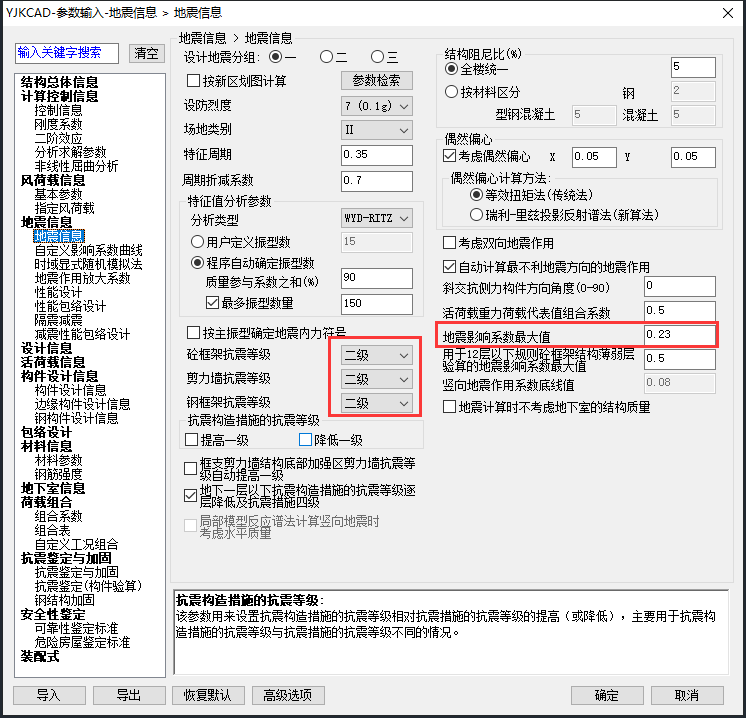 YJKCAD-参数输入-地震信息 > 地震信息
输入关键字搜索
清空
结构总体信息
计算控制信息
控制信息
刚度系数
二阶效应
分析求解参数
非线性屈曲分析
风荷载信息
基本参数
指定风荷载
地震信息
地震信息
自定义影响系数曲线
时域显式随机模拟法
地震作用放大系数
性能设计
性能包络设计
隔震减震
减震性能包络设计
设计信息
活荷载信息
构件设计信息
构件设计信息
边缘构件设计信息
钢构件设计信息
包络设计
材料信息
材料参数
钢筋强度
地下室信息
荷载组合
组合系数
组合表
自定义工况组合
抗震鉴定与加固
抗震鉴定与加固
抗震鉴定(构件验算)
钢结构加固
安全性鉴定
可靠性鉴定标准
危险房屋鉴定标准
装配式
地震信息 > 地震信息
设计地震分组: 一 二 三
按新区划图计算 参数检索
设防烈度 7 (0.1g)
场地类别 II
特征周期 0.35
周期折减系数 0.7
特征值分析参数
分析类型 WYD-RITZ
用户定义振型数 15
程序自动确定振型数
质量参与系数之和(%) 90
最多振型数量 150
按主振型确定地震内力符号
砼框架抗震等级 二级
剪力墙抗震等级 二级
钢框架抗震等级 二级
抗震构造措施的抗震等级
提高一级 降低一级
框支剪力墙结构底部加强区剪力墙抗震等
级自动提高一级
地下一层以下抗震构造措施的抗震等级逐
层降低及抗震措施四级
局部模型反应谱法计算竖向地震时
考虑水平质量
结构阻尼比(%)
全楼统一 5
按材料区分 钢 2
型钢混凝土 5 混凝土 5
偶然偏心
考虑偶然偏心 X 0.05 Y 0.05
偶然偏心计算方法:
等效扭矩法(传统法)
瑞利-里兹投影反射谱法(新算法)
考虑双向地震作用
自动计算最不利地震方向的地震作用
斜交抗侧力构件方向角度(0-90) 0
活荷载重力荷载代表值组合系数 0.5
地震影响系数最大值 0.23
用于12层以下规则砼框架结构薄弱层
验算的地震影响系数最大值 0.5
竖向地震作用系数底线值 0.08
地震计算时不考虑地下室的结构质量
抗震构造措施的抗震等级:
该参数用来设置抗震构造措施的抗震等级相对抗震措施的抗震等级的提高（或降低），主要用于抗震构
造措施的抗震等级与抗震措施的抗震等级不同的情况。
导入 导出 恢复默认 高级选项 确定 取消